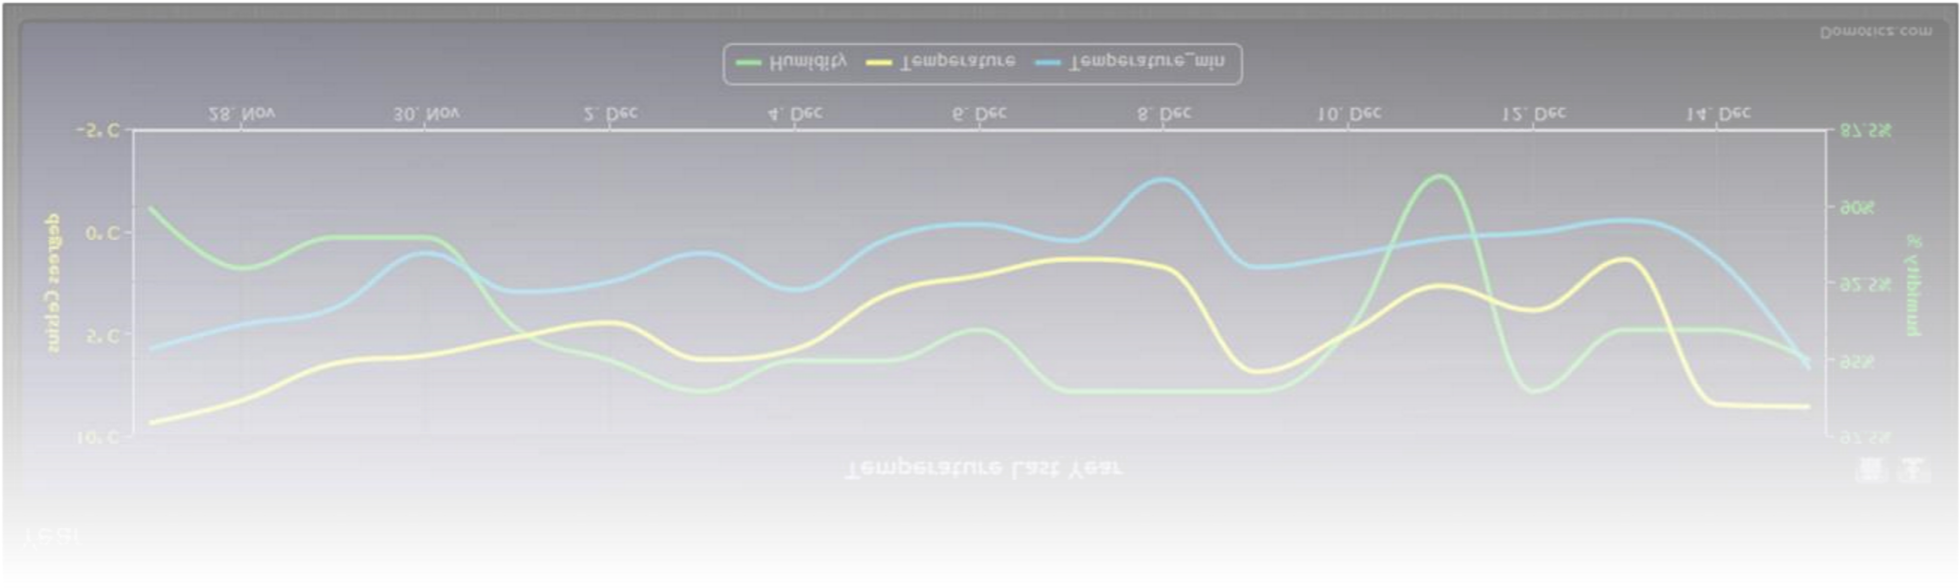 Domoticz.com
Humidity Temperature Temperature_min
28. Nov 30. Nov 2. Dec 4. Dec 6. Dec 8. Dec 10. Dec 12. Dec 14. Dec
-5° C
0° C
5° C
10° C
degrees Celsius
87.5%
90%
92.5%
95%
97.5%
humidity %
Temperature Last Year
Year